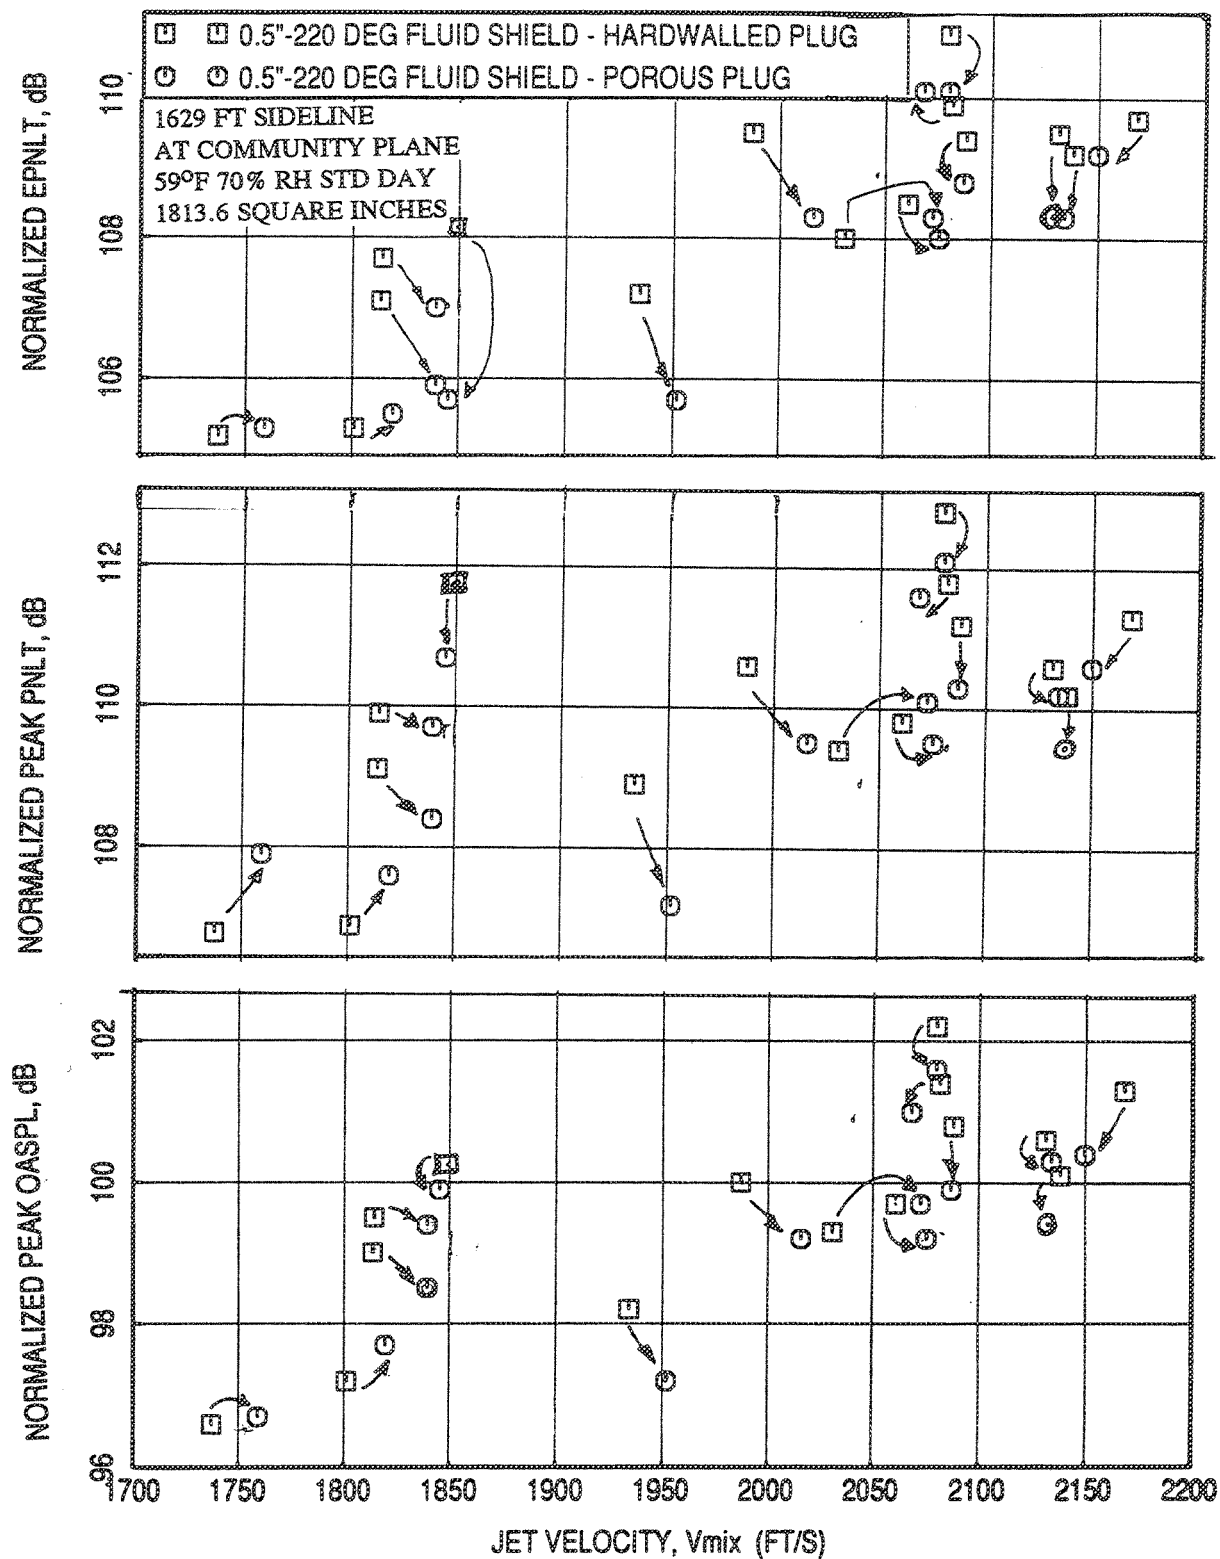 0.5"-220 DEG FLUID SHIELD - HARDWALLED PLUG
0.5"-220 DEG FLUID SHIELD - POROUS PLUG
1629 FT SIDELINE
AT COMMUNITY PLANE
59°F 70% RH STD DAY
1813.6 SQUARE INCHES
NORMALIZED EPNLT, dB
110
108
106
NORMALIZED PEAK PNLT, dB
112
110
108
NORMALIZED PEAK OASPL, dB
102
100
98
96
1700 1750 1800 1850 1900 1950 2000 2050 2100 2150 2200
JET VELOCITY, Vmix (FT/S)